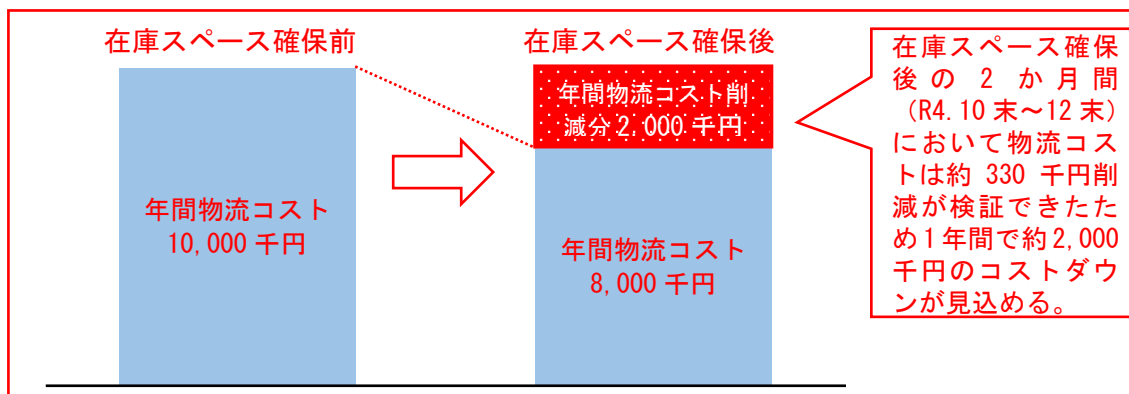 在庫スペース確保前
年間物流コスト
10,000 千円
在庫スペース確保後
年間物流コスト削
減分 2,000 千円
年間物流コスト
8,000 千円
在庫スペース確保
後の 2 か月間
(R4.10 末～12 末)
において物流コス
トは約 330 千円削
減が検証できたた
め1年間で約2,000
千円のコストダウ
ンが見込める。